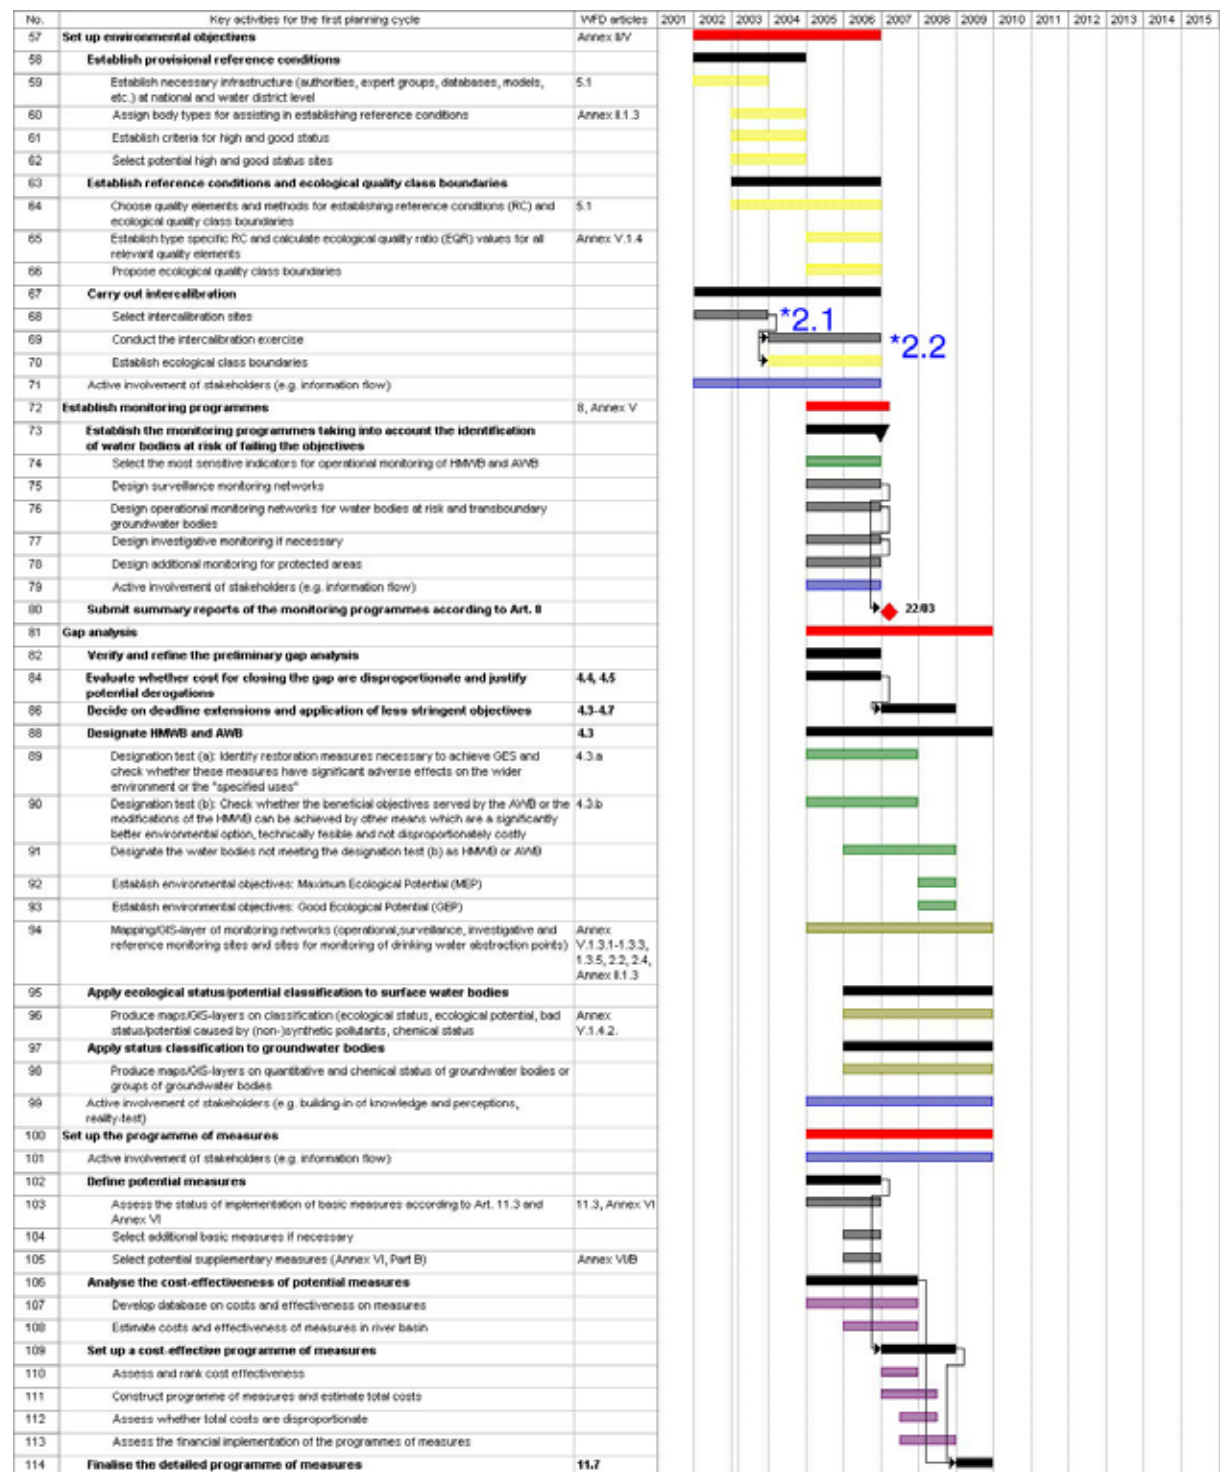 No. Key activities for the first planning cycle WFD articles 2001 2002 2003 2004 2005 2006 2007 2008 2009 2010 2011 2012 2013 2014 2015
57 Set up environmental objectives Annex II/V
58 Establish provisional reference conditions
59 Establish necessary infrastructure (authorities, expert groups, databases, models, 5.1
etc.) at national and water district level
60 Assign body types for assisting in establishing reference conditions Annex II.1.3
61 Establish criteria for high and good status
62 Select potential high and good status sites
63 Establish reference conditions and ecological quality class boundaries
64 Choose quality elements and methods for establishing reference conditions (RC) and 5.1
ecological quality class boundaries
65 Establish type specific RC and calculate ecological quality ratio (EQR) values for all Annex V.1.4
relevant quality elements
66 Propose ecological quality class boundaries
67 Carry out intercalibration
68 Select intercalibration sites *2.1
69 Conduct the intercalibration exercise *2.2
70 Establish ecological class boundaries
71 Active involvement of stakeholders (e.g. information flow)
72 Establish monitoring programmes 8, Annex V
73 Establish the monitoring programmes taking into account the identification
of water bodies at risk of failing the objectives
74 Select the most sensitive indicators for operational monitoring of HMWB and AWB
75 Design surveillance monitoring networks
76 Design operational monitoring networks for water bodies at risk and transboundary
groundwater bodies
77 Design investigative monitoring if necessary
78 Design additional monitoring for protected areas
79 Active involvement of stakeholders (e.g. information flow)
80 Submit summary reports of the monitoring programmes according to Art. 8 22/03
81 Gap analysis
82 Verify and refine the preliminary gap analysis
84 Evaluate whether cost for closing the gap are disproportionate and justify 4.4, 4.5
potential derogations
86 Decide on deadline extensions and application of less stringent objectives 4.3-4.7
88 Designate HMWB and AWB 4.3
89 Designation test (a): Identify restoration measures necessary to achieve GES and 4.3.a
check whether these measures have significant adverse effects on the wider
environment or the "specified uses"
90 Designation test (b): Check whether the beneficial objectives served by the AWB or the 4.3.b
modifications of the HMWB can be achieved by other means which are a significantly
better environmental option, technically fesible and not disproportionately costly
91 Designate the water bodies not meeting the designation test (b) as HMWB or AWB
92 Establish environmental objectives: Maximum Ecological Potential (MEP)
93 Establish environmental objectives: Good Ecological Potential (GEP)
94 Mapping/GIS-layer of monitoring networks (operational,surveillance, investigative and Annex
reference monitoring sites and sites for monitoring of drinking water abstraction points) V.1.3.1-1.3.3,
1.3.5, 2.2, 2.4,
Annex II.1.3
95 Apply ecological status/potential classification to surface water bodies
96 Produce maps/GIS-layers on classification (ecological status, ecological potential, bad Annex
status/potential caused by (non-)synthetic pollutants, chemical status V.1.4.2.
97 Apply status classification to groundwater bodies
98 Produce maps/GIS-layers on quantitative and chemical status of groundwater bodies or
groups of groundwater bodies
99 Active involvement of stakeholders (e.g. building-in of knowledge and perceptions,
reality-test)
100 Set up the programme of measures
101 Active involvement of stakeholders (e.g. information flow)
102 Define potential measures
103 Assess the status of implementation of basic measures according to Art. 11.3 and 11.3, Annex VI
Annex VI
104 Select additional basic measures if necessary
105 Select potential supplementary measures (Annex VI, Part B) Annex VI/B
106 Analyse the cost-effectiveness of potential measures
107 Develop database on costs and effectiveness on measures
108 Estimate costs and effectiveness of measures in river basin
109 Set up a cost-effective programme of measures
110 Assess and rank cost effectiveness
111 Construct programme of measures and estimate total costs
112 Assess whether total costs are disproportionate
113 Assess the financial implementation of the programmes of measures
114 Finalise the detailed programme of measures 11.7